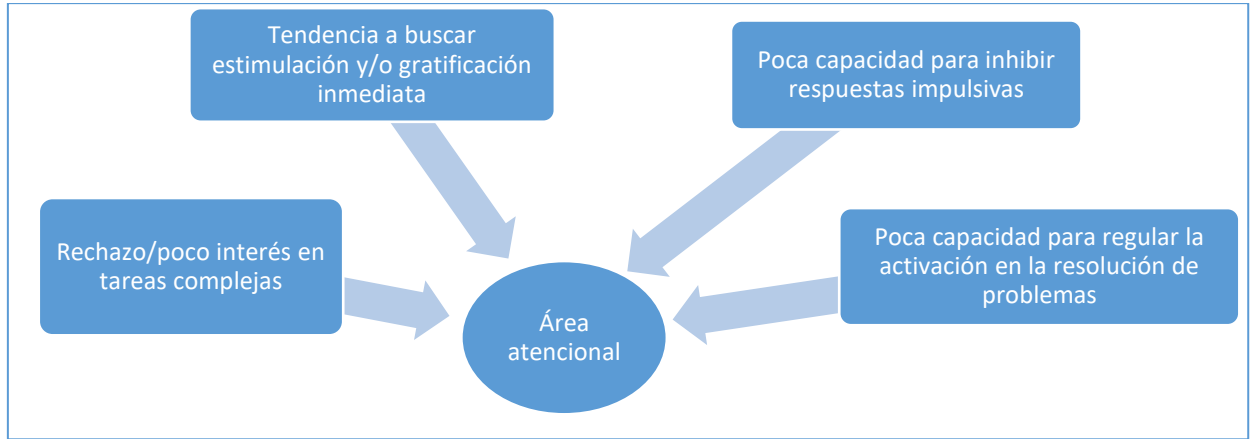 Tendencia a buscar
estimulación y/o gratificación
inmediata
Poca capacidad para inhibir
respuestas impulsivas
Rechazo/poco interés en
tareas complejas
Poca capacidad para regular la
activación en la resolución de
problemas
Área
atencional